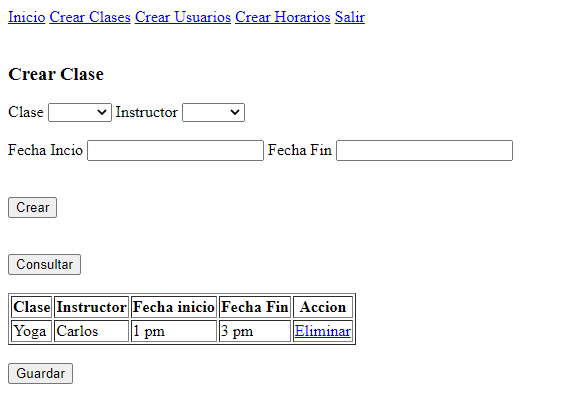 Inicio Crear Clases Crear Usuarios Crear Horarios Salir
Crear Clase
Clase Instructor
Fecha Incio Fecha Fin
Crear
Consultar
Clase Instructor Fecha inicio Fecha Fin Accion
Yoga Carlos 1 pm 3 pm Eliminar
Guardar